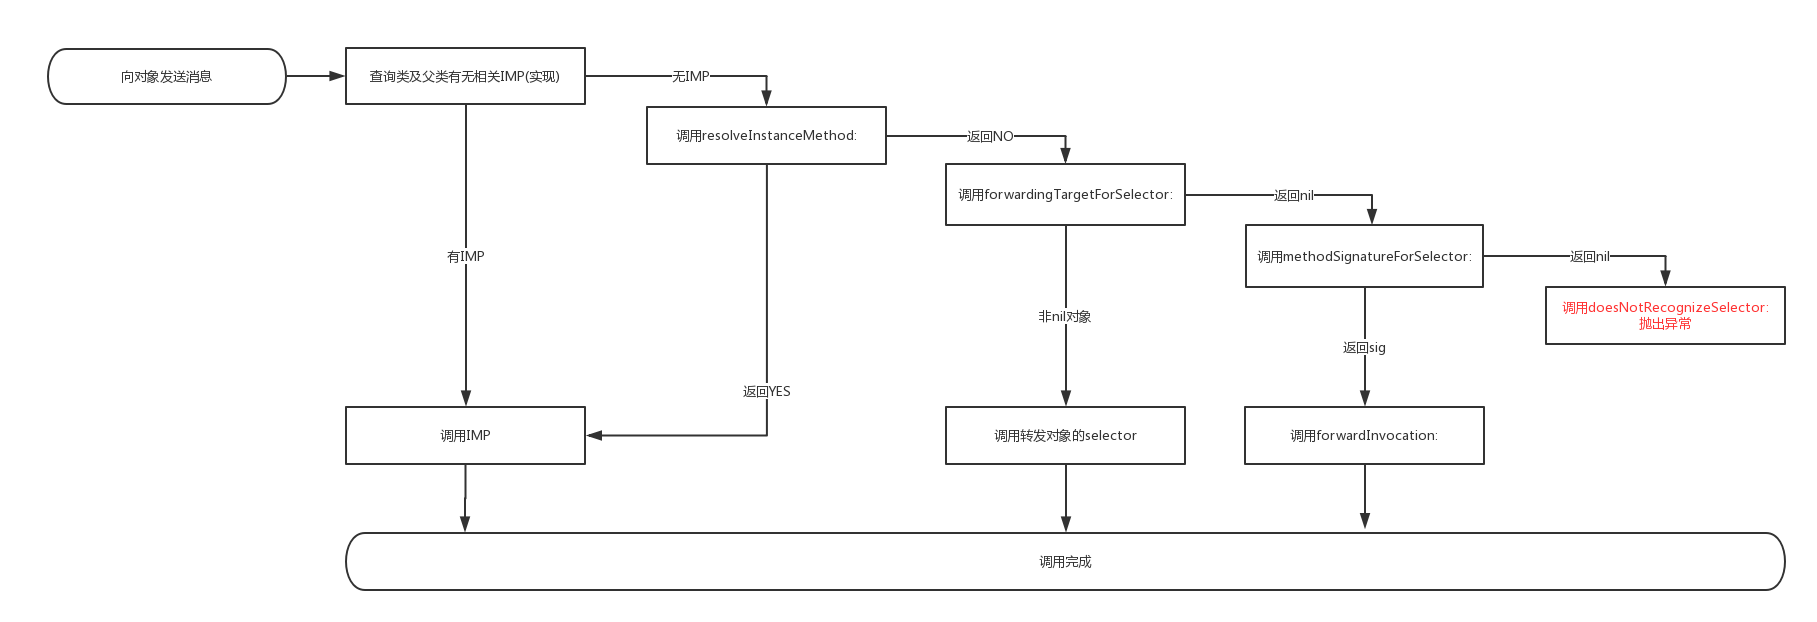 向对象发送消息
查询类及父类有无相关IMP(实现)
无IMP
调用resolveInstanceMethod:
返回NO
调用forwardingTargetForSelector:
返回nil
调用methodSignatureForSelector:
返回nil
有IMP
调用doesNotRecognizeSelector:
抛出异常
非nil对象
返回sig
返回YES
调用IMP
调用转发对象的selector
调用forwardInvocation:
调用完成